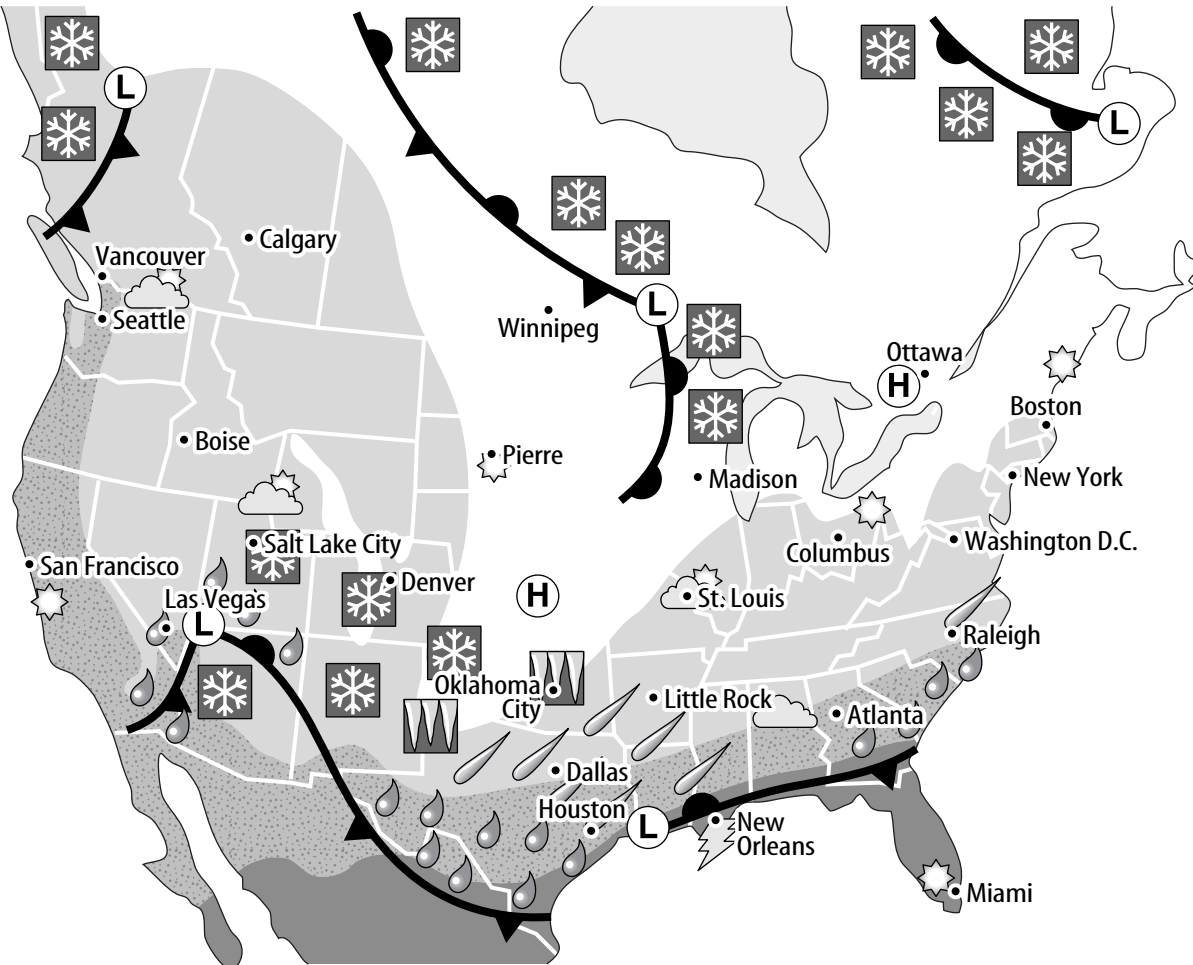 L
L
Calgary
Vancouver
Seattle
L
Winnipeg
Ottawa
H
Boston
Boise
Pierre
Madison
New York
Salt Lake City
Columbus
Washington D.C.
San Francisco
Denver
H
St. Louis
Las Vegas
L
Raleigh
Oklahoma
City
Little Rock
Atlanta
Dallas
Houston
L
New
Orleans
Miami